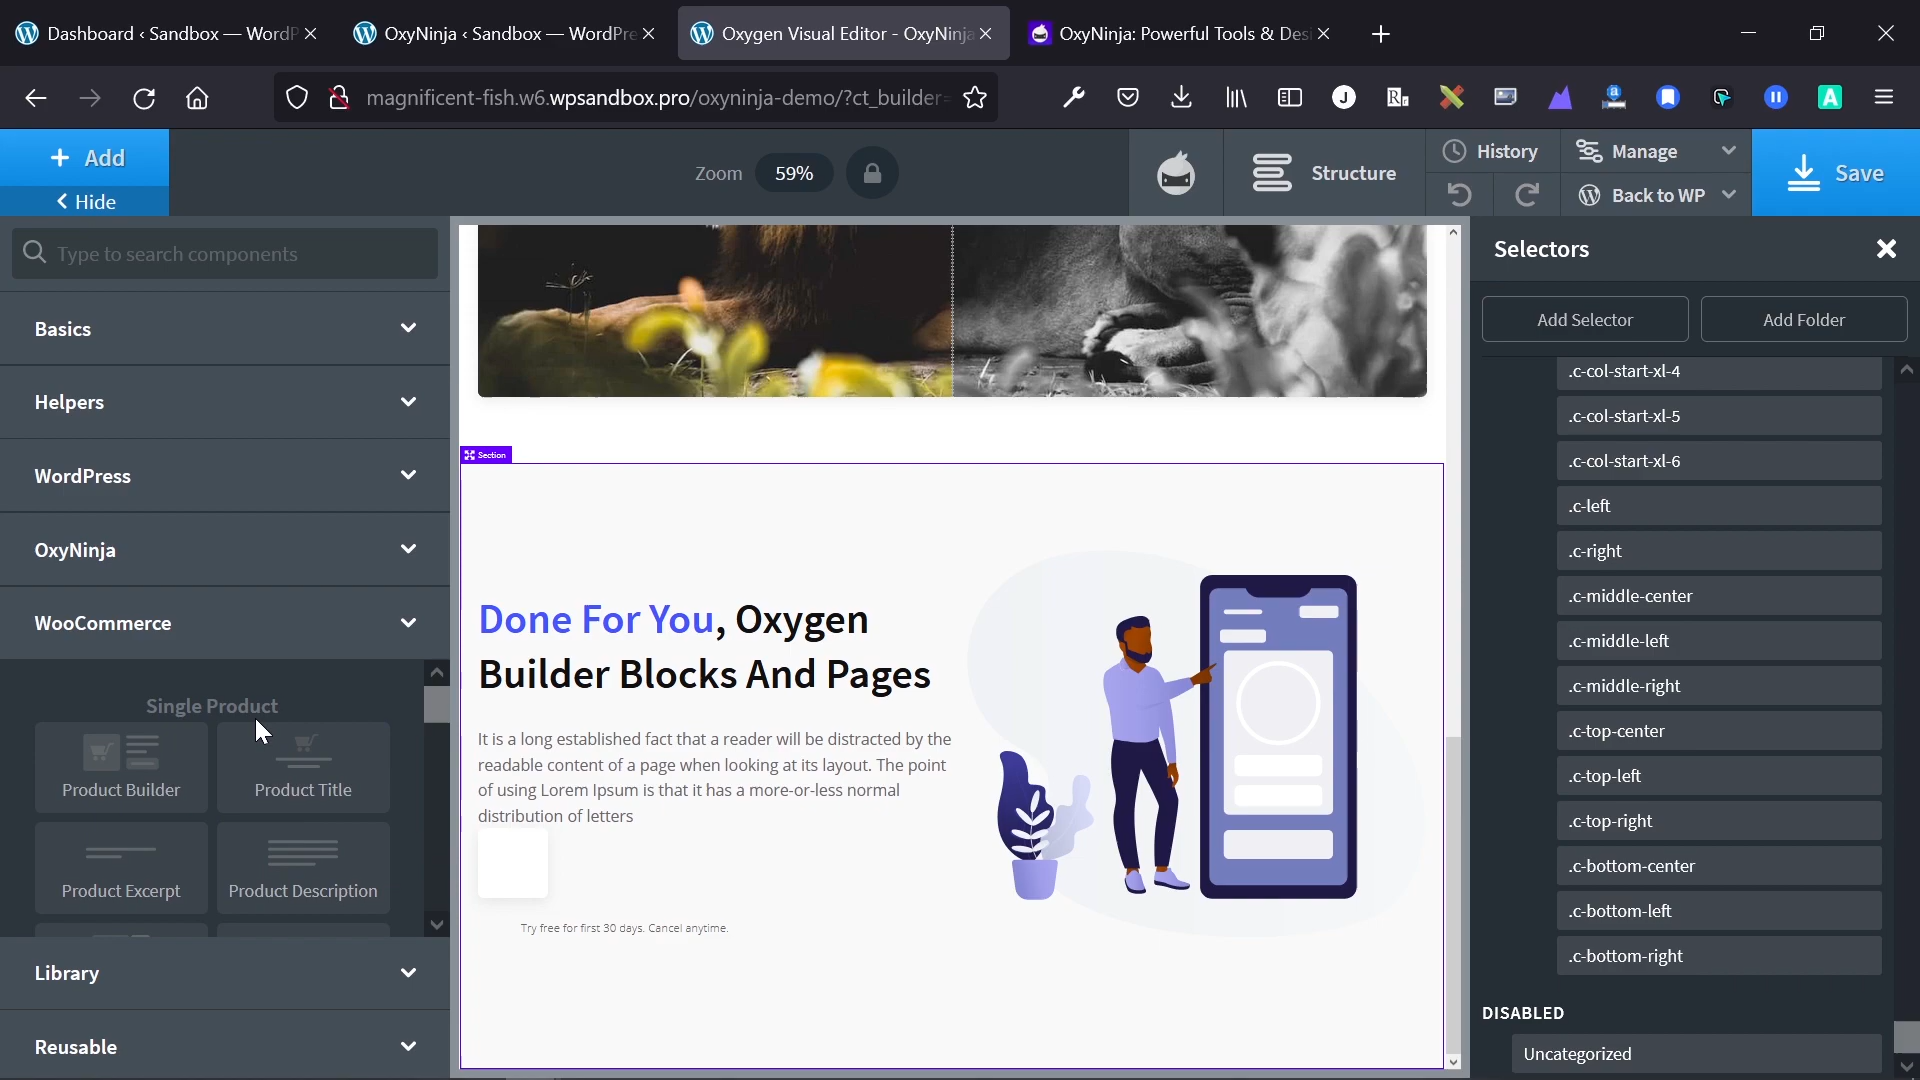 Dashboard ‹ Sandbox — WordP
OxyNinja ‹ Sandbox — WordPre
Oxygen Visual Editor - OxyNinja
OxyNinja: Powerful Tools & Desi
magnificent-fish.w6.wpsandbox.pro/oxyninja-demo/?ct_builder=
+ Add
Hide
Zoom 59%
Structure
History
Manage
Back to WP
Save
Type to search components
Basics
Helpers
WordPress
OxyNinja
WooCommerce
Single Product
Product Builder
Product Title
Product Excerpt
Product Description
Library
Reusable
Section
Done For You, Oxygen
Builder Blocks And Pages
It is a long established fact that a reader will be distracted by the
readable content of a page when looking at its layout. The point
of using Lorem Ipsum is that it has a more-or-less normal
distribution of letters
Try free for first 30 days. Cancel anytime.
Selectors
Add Selector
Add Folder
.c-col-start-xl-4
.c-col-start-xl-5
.c-col-start-xl-6
.c-left
.c-right
.c-middle-center
.c-middle-left
.c-middle-right
.c-top-center
.c-top-left
.c-top-right
.c-bottom-center
.c-bottom-left
.c-bottom-right
DISABLED
Uncategorized